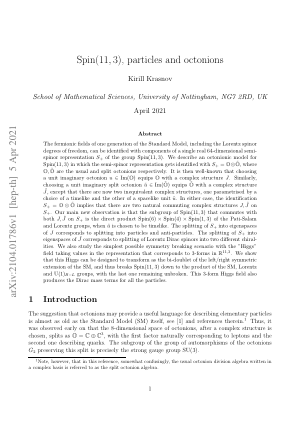 Spin(11, 3), particles and octonions
Kirill Krasnov
School of Mathematical Sciences, University of Nottingham, NG7 2RD, UK
April 2021
Abstract
The fermionic fields of one generation of the Standard Model, including the Lorentz spinor
degrees of freedom, can be identified with components of a single real 64-dimensional semi-
spinor representation S₊ of the group Spin(11, 3). We describe an octonionic model for
Spin(11, 3) in which the semi-spinor representation gets identified with S₊ = 𝕆 ⊗ 𝕆̃, where
𝕆, 𝕆̃ are the usual and split octonions respectively. It is then well-known that choosing
a unit imaginary octonion u ∈ Im(𝕆) equips 𝕆 with a complex structure J. Similarly,
choosing a unit imaginary split octonion ũ ∈ Im(𝕆̃) equips 𝕆̃ with a complex structure
J̃, except that there are now two inequivalent complex structures, one parametrised by
a choice of a timelike and the other of a spacelike unit ũ. In either case, the identification
S₊ = 𝕆 ⊗ 𝕆̃ implies that there are two natural commuting complex structures J, J̃ on
S₊. Our main new observation is that the subgroup of Spin(11, 3) that commutes with
both J, J̃ on S₊ is the direct product Spin(6) × Spin(4) × Spin(1, 3) of the Pati-Salam
and Lorentz groups, when ũ is chosen to be timelike. The splitting of S₊ into eigenspaces
of J corresponds to splitting into particles and anti-particles. The splitting of S₊ into
eigenspaces of J̃ corresponds to splitting of Lorentz Dirac spinors into two different chiral-
ities. We also study the simplest possible symmetry breaking scenario with the "Higgs"
field taking values in the representation that corresponds to 3-forms in ℝ¹¹,³. We show
that this Higgs can be designed to transform as the bi-doublet of the left/right symmetric
extension of the SM, and thus breaks Spin(11, 3) down to the product of the SM, Lorentz
and U(1) groups, with the last one remaining unbroken. This 3-form Higgs field also
produces the Dirac mass terms for all the particles.
1 Introduction
The suggestion that octonions may provide a useful language for describing elementary particles
is almost as old as the Standard Model (SM) itself, see [1] and references therein.¹ Thus, it
was observed early on that the 8-dimensional space of octonions, after a complex structure is
chosen, splits as 𝕆 = ℂ ⊕ ℂ³, with the first factor naturally corresponding to leptons and the
second one describing quarks. The subgroup of the group of automorphisms of the octonions
G₂ preserving this split is precisely the strong gauge group SU(3).
¹Note, however, that in this reference, somewhat confusingly, the usual octonion division algebra written in
a complex basis is referred to as the split octonion algebra.
1
arXiv:2104.01786v1 [hep-th] 5 Apr 2021